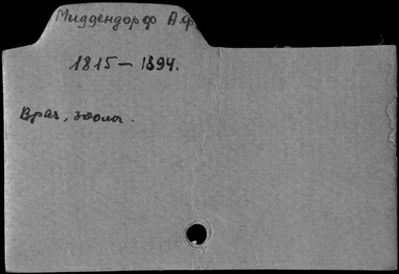 Миддендорф А.Ф.
1815 – 1894.
Врач, зоолог.